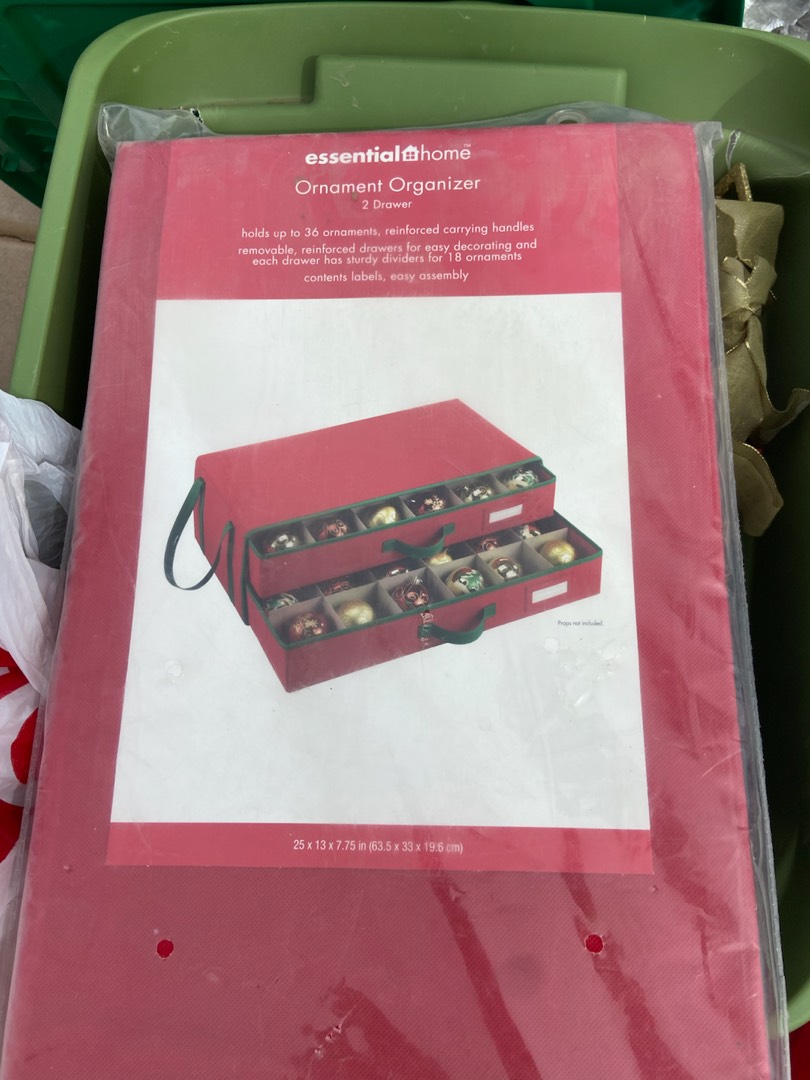 essential home™
Ornament Organizer
2 Drawer
holds up to 36 ornaments, reinforced carrying handles
removable, reinforced drawers for easy decorating and
each drawer has sturdy dividers for 18 ornaments
contents labels, easy assembly
Props not included.
25 x 13 x 7.75 in (63.5 x 33 x 19.6 cm)